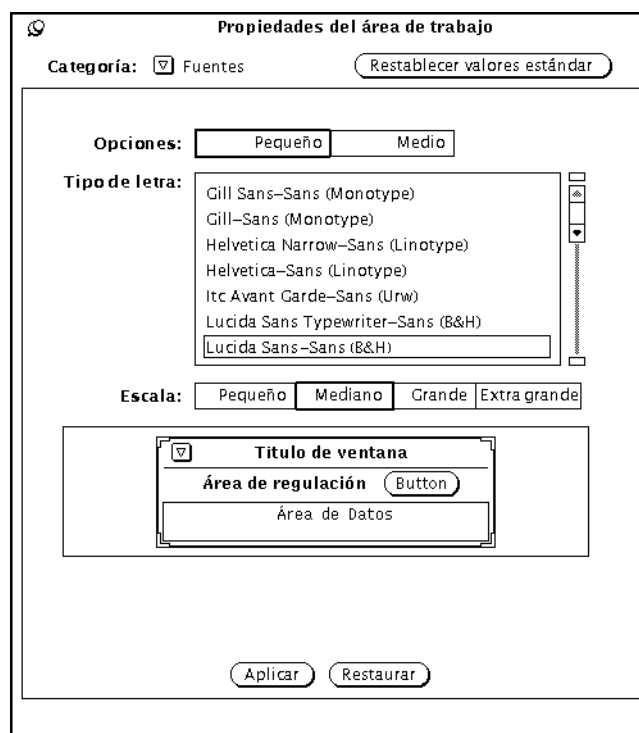 Propiedades del área de trabajo
Categoría: Fuentes Restablecer valores estándar
Opciones: Pequeño Medio
Tipo de letra:
Gill Sans–Sans (Monotype)
Gill–Sans (Monotype)
Helvetica Narrow–Sans (Linotype)
Helvetica–Sans (Linotype)
Itc Avant Garde–Sans (Urw)
Lucida Sans Typewriter–Sans (B&H)
Lucida Sans–Sans (B&H)
Escala: Pequeño Mediano Grande Extra grande
Titulo de ventana
Área de regulación Button
Área de Datos
Aplicar Restaurar